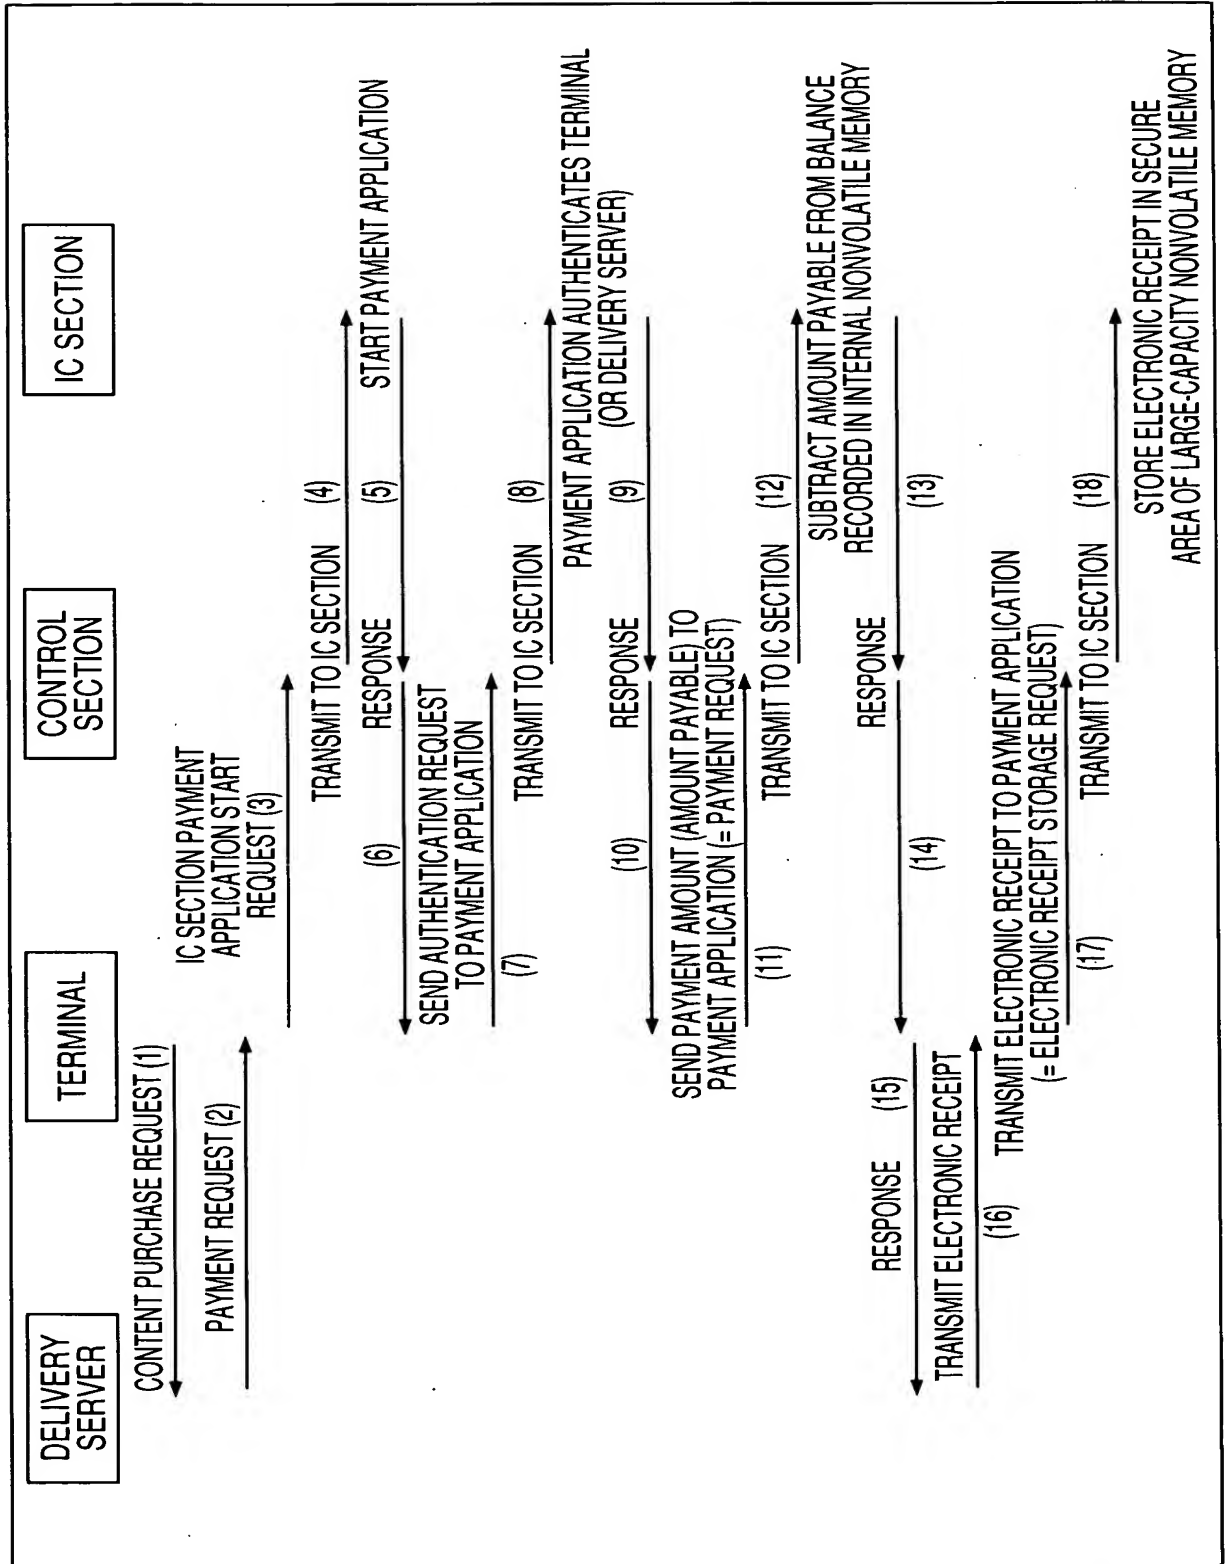 DELIVERY
SERVER
TERMINAL
CONTROL
SECTION
IC SECTION
CONTENT PURCHASE REQUEST (1)
PAYMENT REQUEST (2)
IC SECTION PAYMENT
APPLICATION START
REQUEST (3)
TRANSMIT TO IC SECTION (4)
START PAYMENT APPLICATION
RESPONSE (5)
(6)
SEND AUTHENTICATION REQUEST
TO PAYMENT APPLICATION
(7)
TRANSMIT TO IC SECTION (8)
PAYMENT APPLICATION AUTHENTICATES TERMINAL
(OR DELIVERY SERVER)
RESPONSE (9)
(10)
SEND PAYMENT AMOUNT (AMOUNT PAYABLE) TO
PAYMENT APPLICATION (= PAYMENT REQUEST)
(11)
TRANSMIT TO IC SECTION (12)
SUBTRACT AMOUNT PAYABLE FROM BALANCE
RECORDED IN INTERNAL NONVOLATILE MEMORY
RESPONSE (13)
(14)
RESPONSE (15)
TRANSMIT ELECTRONIC RECEIPT
(16)
TRANSMIT ELECTRONIC RECEIPT TO PAYMENT APPLICATION
(= ELECTRONIC RECEIPT STORAGE REQUEST)
(17)
TRANSMIT TO IC SECTION (18)
STORE ELECTRONIC RECEIPT IN SECURE
AREA OF LARGE-CAPACITY NONVOLATILE MEMORY